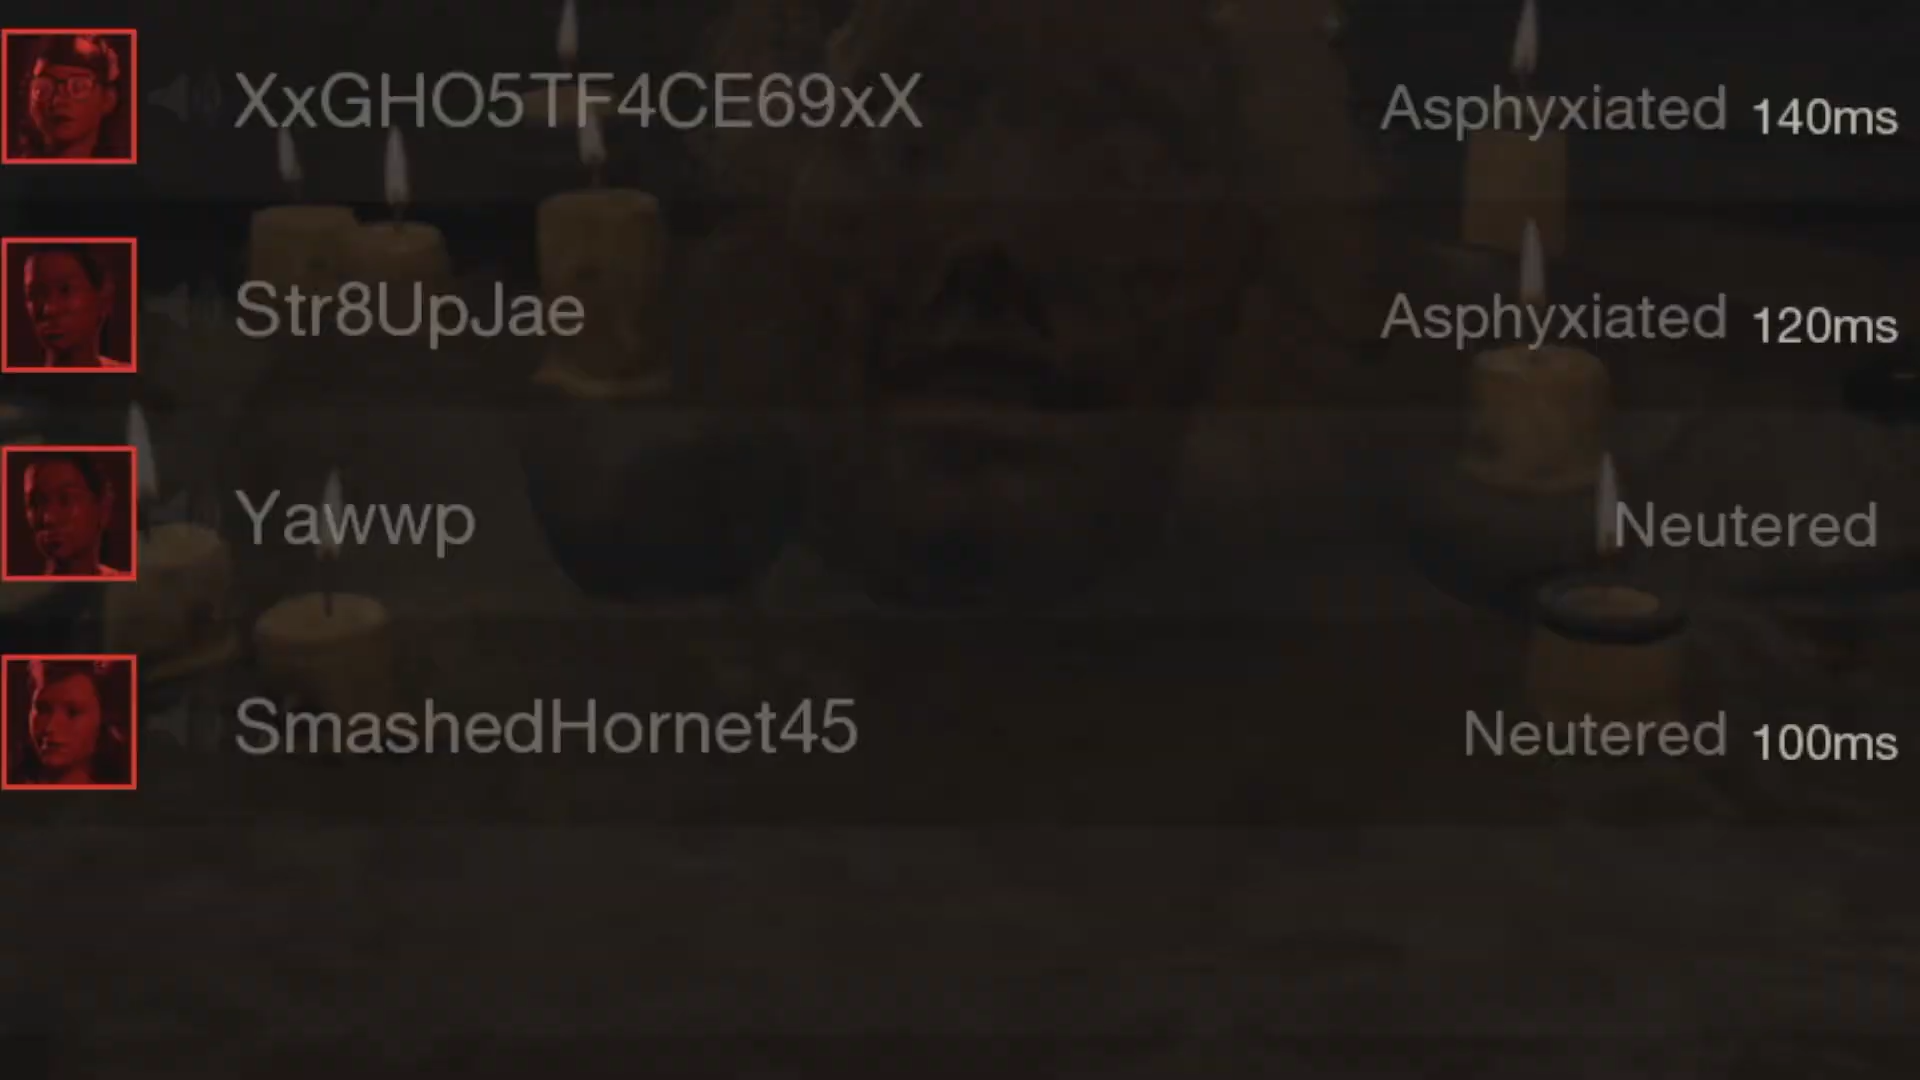 XxGHO5TF4CE69xX Asphyxiated 140ms
Str8UpJae Asphyxiated 120ms
Yawwp Neutered
SmashedHornet45 Neutered 100ms